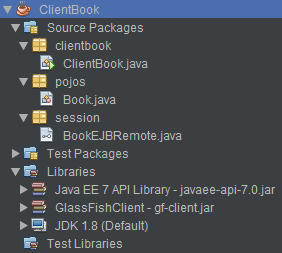 ClientBook
Source Packages
clientbook
ClientBook.java
pojos
Book.java
session
BookEJBRemote.java
Test Packages
Libraries
Java EE 7 API Library - javaee-api-7.0.jar
GlassFishClient - gf-client.jar
JDK 1.8 (Default)
Test Libraries